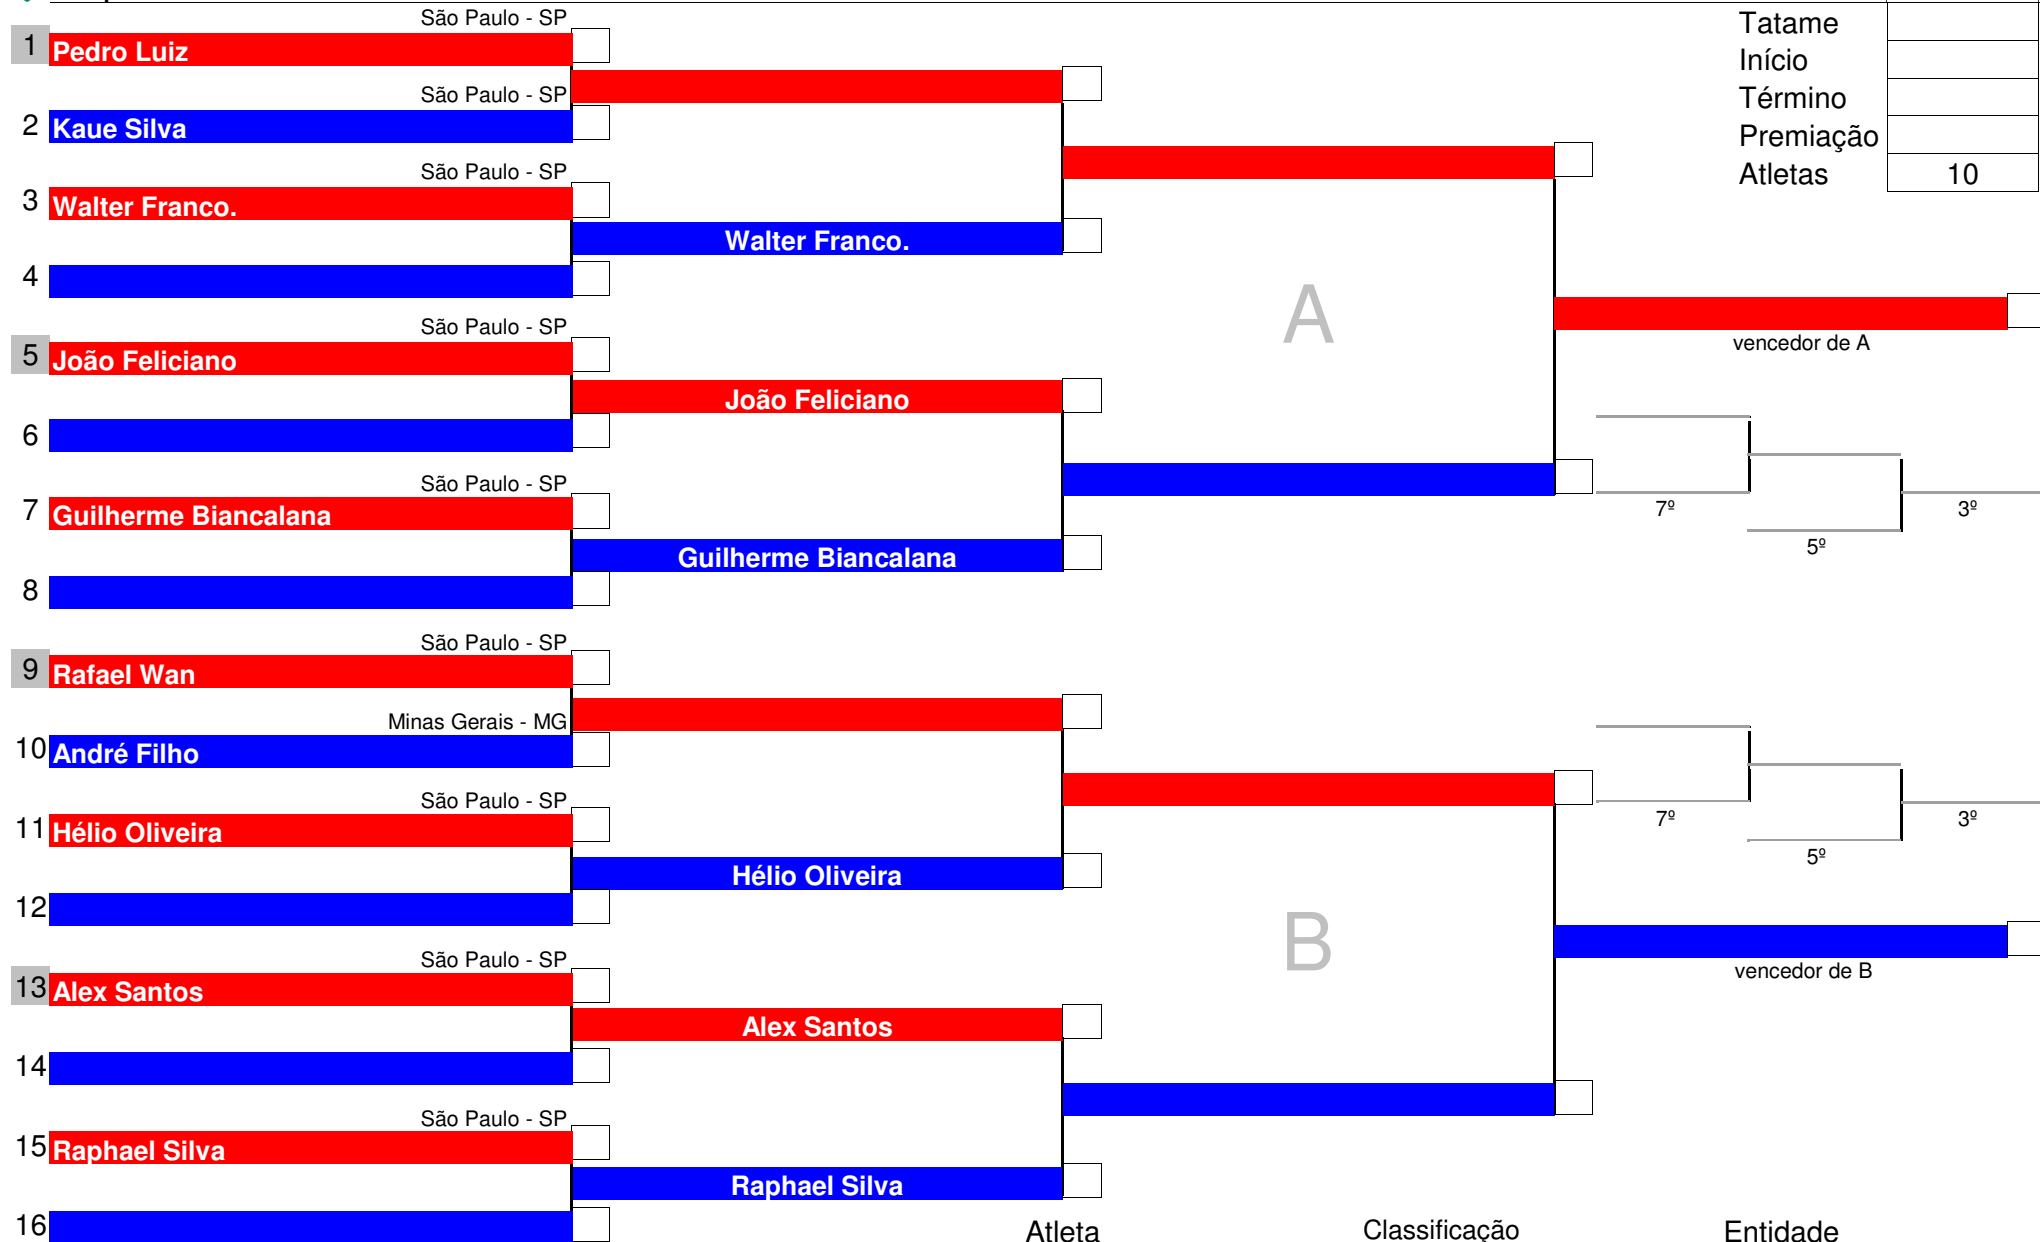 São Paulo - SP
Tatame
1 Pedro Luiz
Início
São Paulo - SP
Término
2 Kaue Silva
Premiação
São Paulo - SP
Atletas 10
3 Walter Franco.
Walter Franco.
4
A
São Paulo - SP
vencedor de A
5 João Feliciano
João Feliciano
6
São Paulo - SP
7º 3º
7 Guilherme Biancalana
5º
Guilherme Biancalana
8
São Paulo - SP
9 Rafael Wan
Minas Gerais - MG
10 André Filho
São Paulo - SP
7º 3º
11 Hélio Oliveira
5º
Hélio Oliveira
12
B
São Paulo - SP
vencedor de B
13 Alex Santos
Alex Santos
14
São Paulo - SP
15 Raphael Silva
Raphael Silva
16
Atleta Classificação Entidade